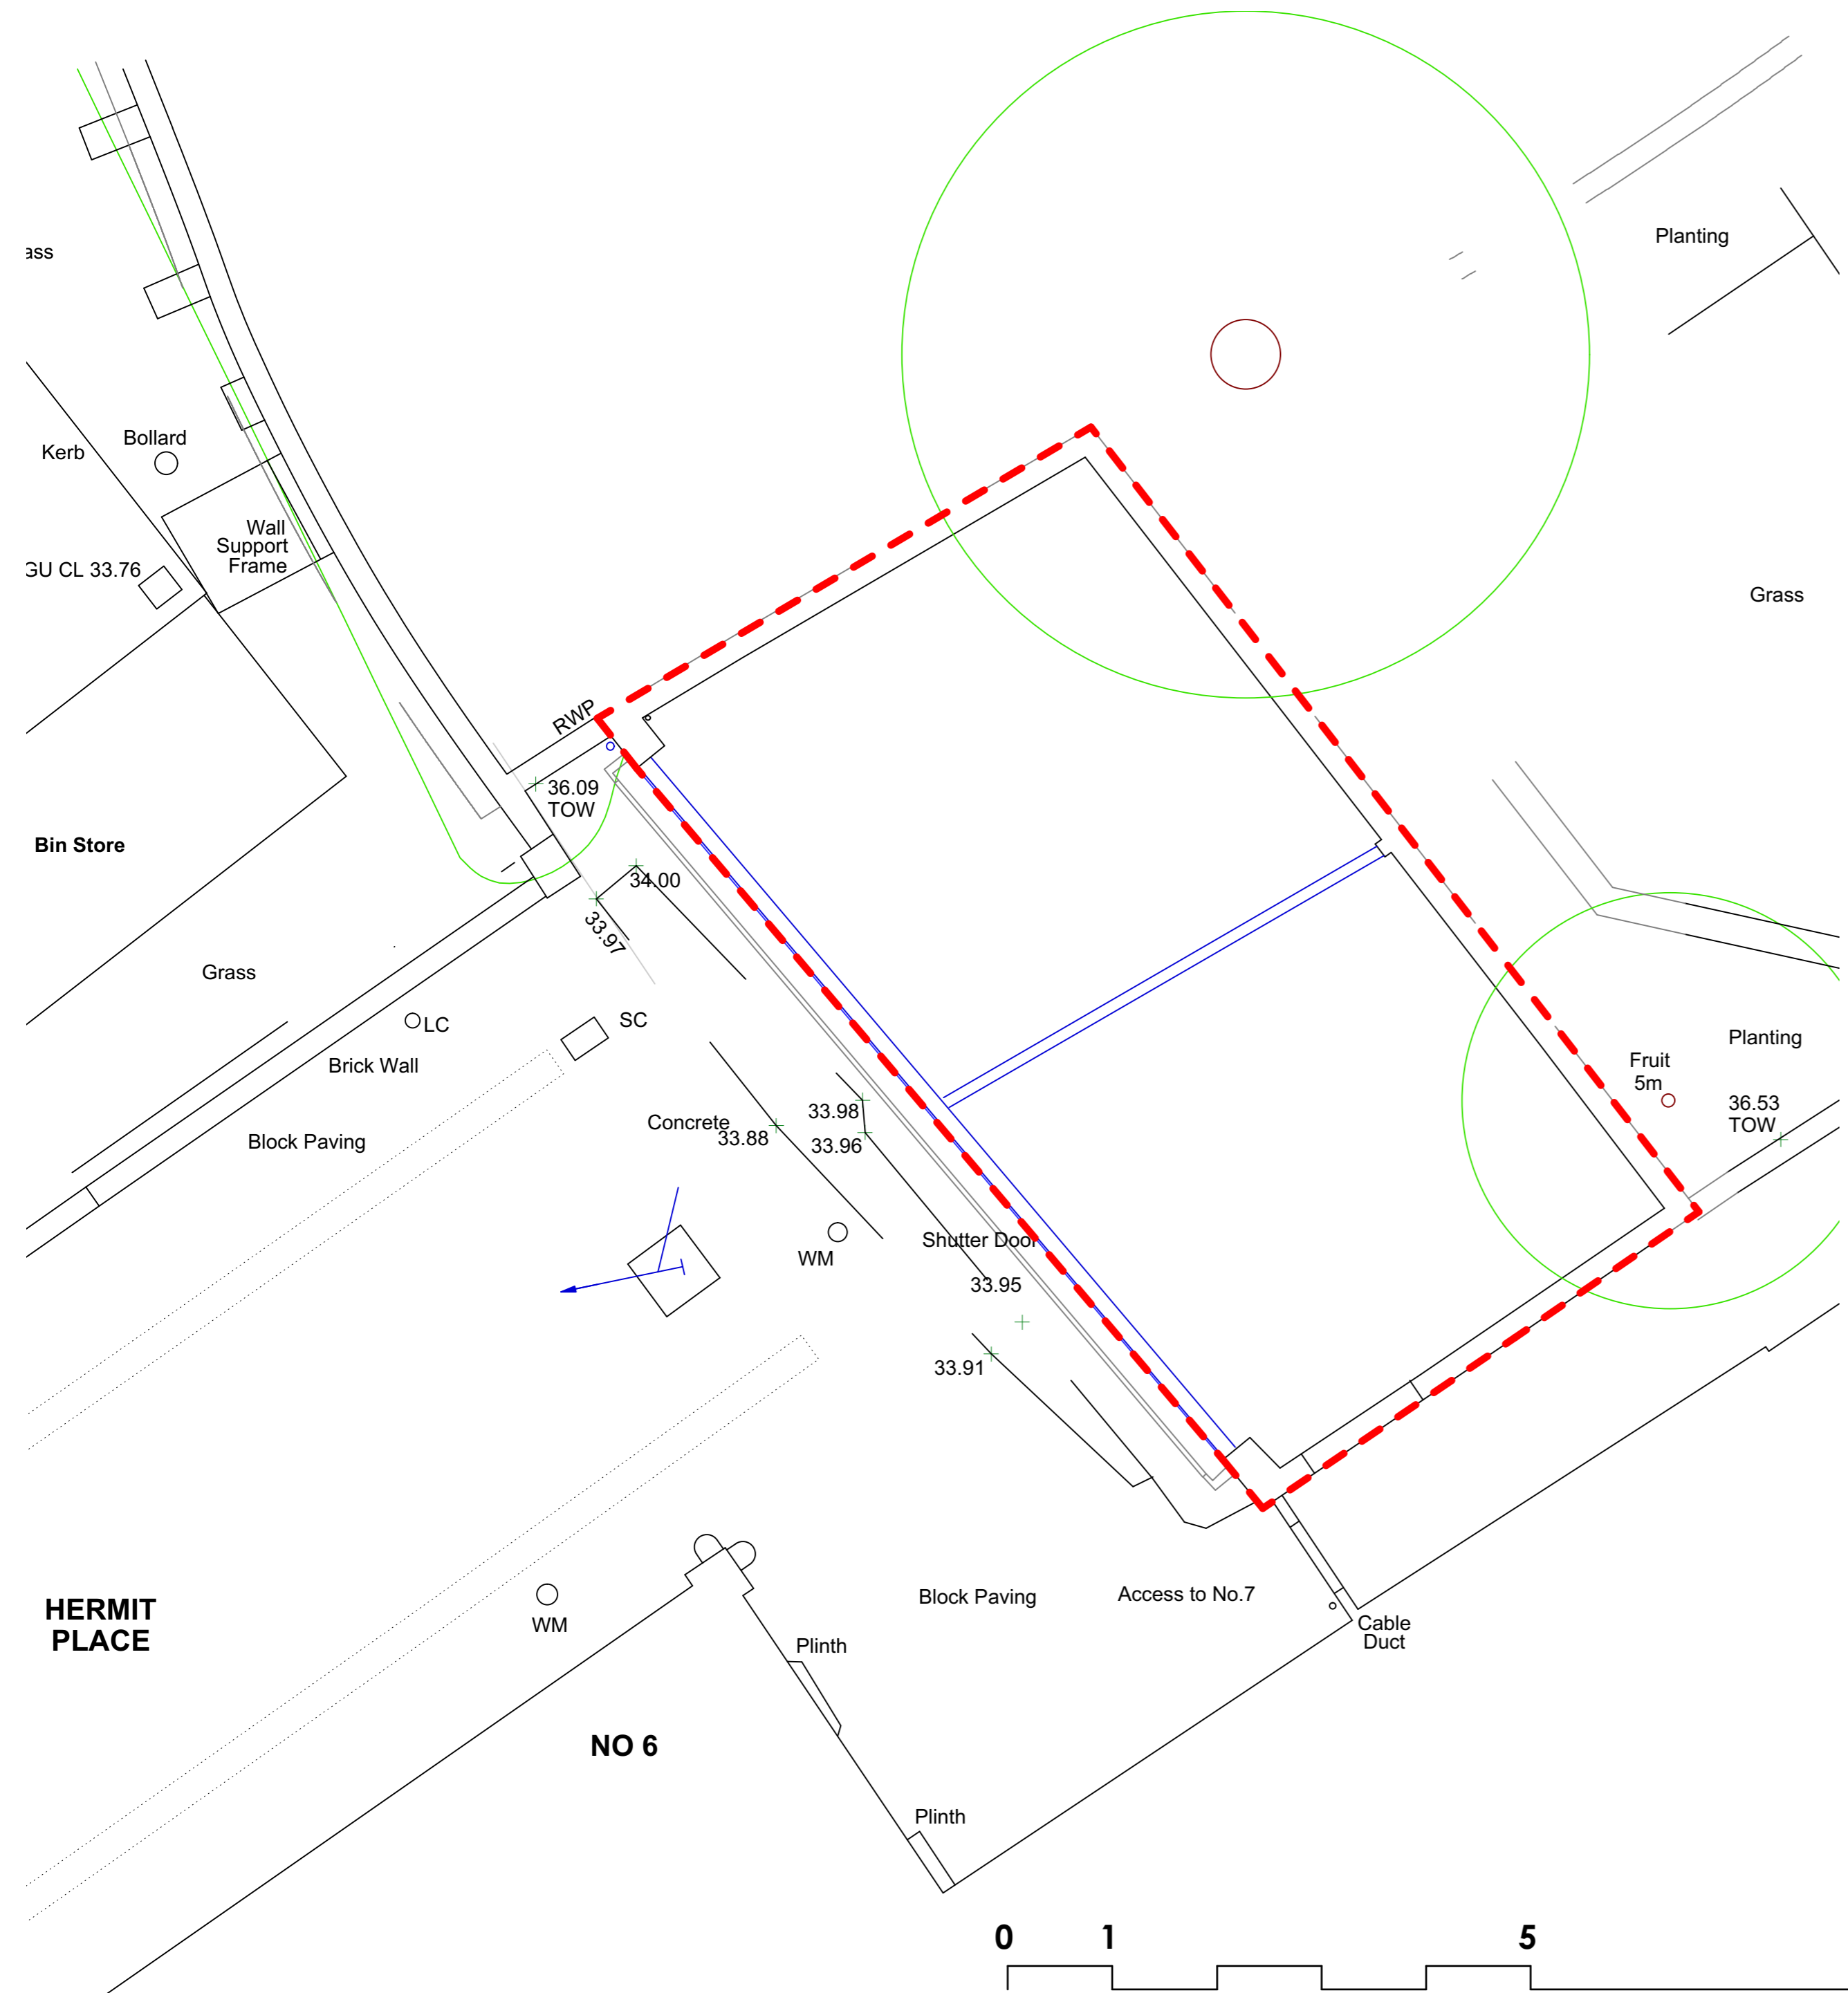 Planting
Kerb
Bollard
Wall
Support
Frame
GU CL 33.76
Grass
RWP
36.09
TOW
Bin Store
34.00
33.97
Grass
LC
SC
Brick Wall
Planting
Fruit
5m
36.53
TOW
Concrete
33.98
33.88
33.96
Block Paving
Shutter Door
WM
33.95
33.91
HERMIT
PLACE
WM
Block Paving
Access to No.7
Cable
Duct
Plinth
NO 6
Plinth
0 1 5